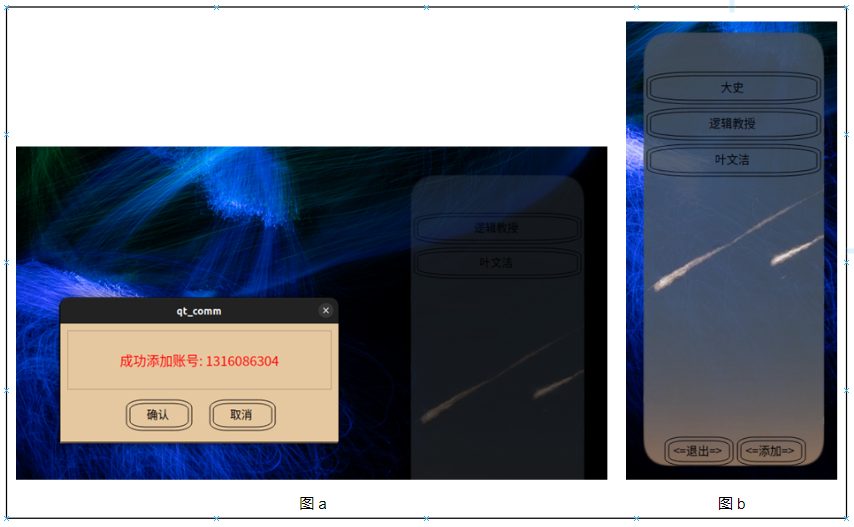 逻辑教授
叶文洁
qt_comm
成功添加账号: 1316086304
确认
取消
图 a
大史
逻辑教授
叶文洁
<=退出=>
<=添加=>
图 b